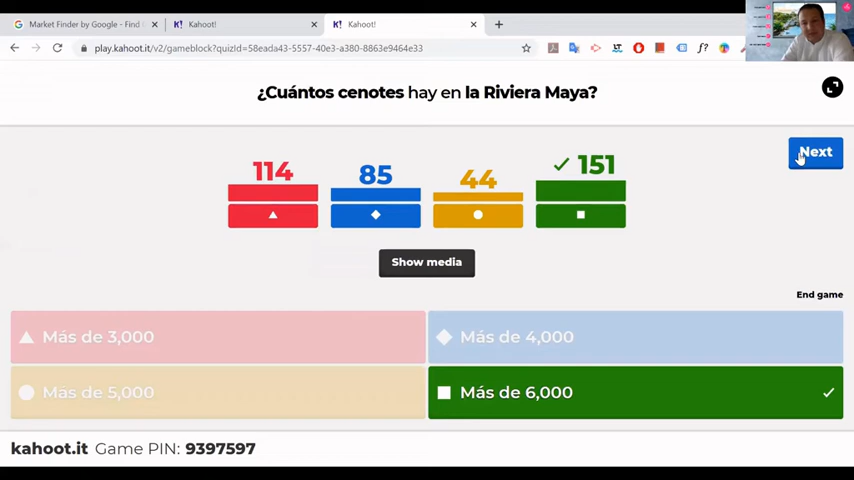 Market Finder by Google - Find
Kahoot!
Kahoot!
play.kahoot.it/v2/gameblock?quizId=58eada43-5557-40e3-a380-8863e9464e33
¿Cuántos cenotes hay en la Riviera Maya?
Next
114
85
44
151
Show media
End game
Más de 3,000
Más de 4,000
Más de 5,000
Más de 6,000
kahoot.it Game PIN: 9397597